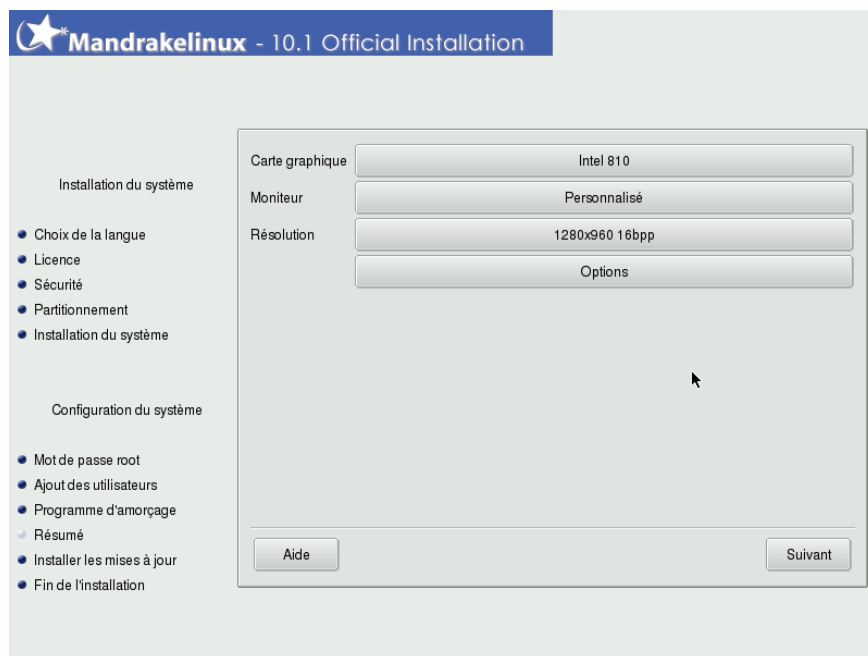 Mandrakelinux - 10.1 Official Installation
Installation du système
Choix de la langue
Licence
Sécurité
Partitionnement
Installation du système
Configuration du système
Mot de passe root
Ajout des utilisateurs
Programme d'amorçage
Résumé
Installer les mises à jour
Fin de l'installation
Carte graphique Intel 810
Moniteur Personnalisé
Résolution 1280x960 16bpp
Options
Aide Suivant